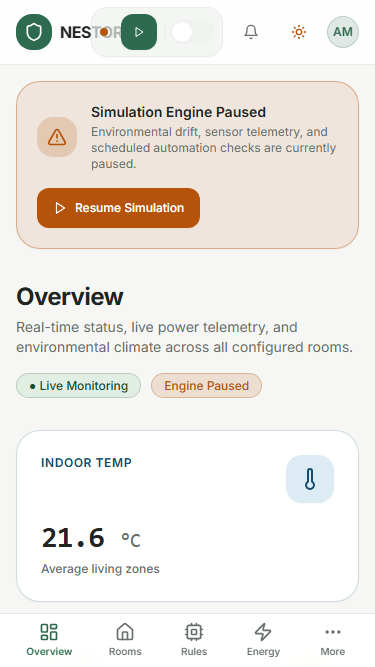 NESTOR
AM
Simulation Engine Paused
Environmental drift, sensor telemetry, and
scheduled automation checks are currently
paused.
Resume Simulation
Overview
Real-time status, live power telemetry, and
environmental climate across all configured rooms.
● Live Monitoring
Engine Paused
INDOOR TEMP
21.6 °C
Average living zones
Overview
Rooms
Rules
Energy
More